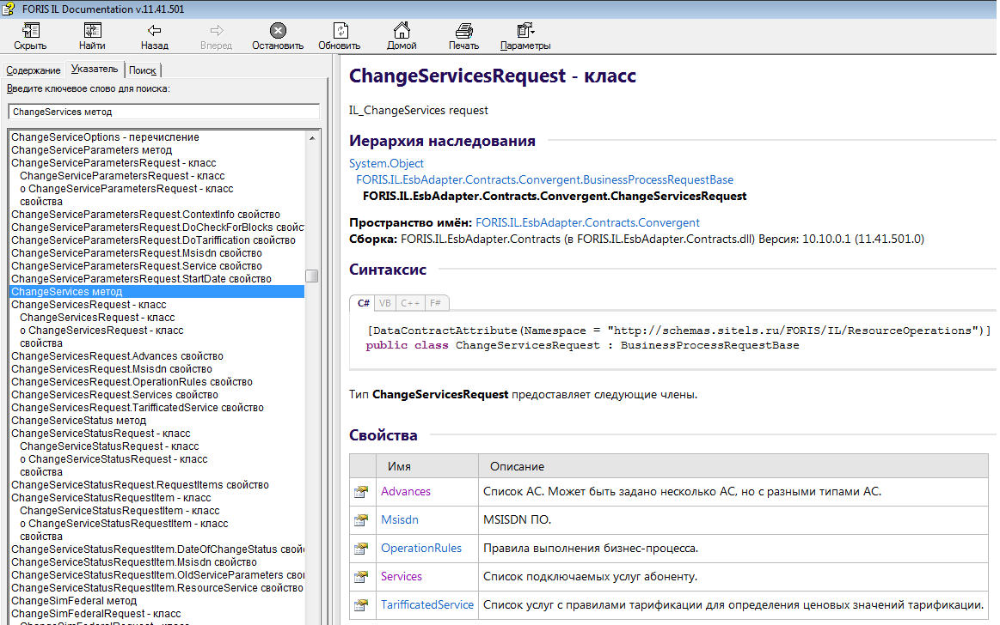 FORIS IL Documentation v.11.41.501
Скрыть Найти Назад Вперед Остановить Обновить Домой Печать Параметры
Содержание Указатель Поиск
Введите ключевое слово для поиска:
ChangeServices метод
ChangeServiceOptions - перечисление
ChangeServiceParameters метод
ChangeServiceParametersRequest - класс
ChangeServiceParametersRequest - класс
о ChangeServiceParametersRequest - класс
свойства
ChangeServiceParametersRequest.ContextInfo свойство
ChangeServiceParametersRequest.DoCheckForBlocks свойс
ChangeServiceParametersRequest.DoTariffication свойство
ChangeServiceParametersRequest.Msisdn свойство
ChangeServiceParametersRequest.Service свойство
ChangeServiceParametersRequest.StartDate свойство
ChangeServices метод
ChangeServicesRequest - класс
ChangeServicesRequest - класс
о ChangeServicesRequest - класс
свойства
ChangeServicesRequest.Advances свойство
ChangeServicesRequest.Msisdn свойство
ChangeServicesRequest.OperationRules свойство
ChangeServicesRequest.Services свойство
ChangeServicesRequest.TarifficatedService свойство
ChangeServiceStatus метод
ChangeServiceStatusRequest - класс
ChangeServiceStatusRequest - класс
о ChangeServiceStatusRequest - класс
свойства
ChangeServiceStatusRequest.RequestItems свойство
ChangeServiceStatusRequestItem - класс
ChangeServiceStatusRequestItem - класс
о ChangeServiceStatusRequestItem - класс
свойства
ChangeServiceStatusRequestItem.DateOfChangeStatus свой
ChangeServiceStatusRequestItem.Msisdn свойство
ChangeServiceStatusRequestItem.OldServiceParameters сво
ChangeServiceStatusRequestItem.ResourceService свойство
ChangeSimFederal метод
ChangeSimFederalRequest - класс
ChangeSimFederalRequest - класс
ChangeServicesRequest - класс
IL_ChangeServices request
Иерархия наследования
System.Object
FORIS.IL.EsbAdapter.Contracts.Convergent.BusinessProcessRequestBase
FORIS.IL.EsbAdapter.Contracts.Convergent.ChangeServicesRequest
Пространство имён: FORIS.IL.EsbAdapter.Contracts.Convergent
Сборка: FORIS.IL.EsbAdapter.Contracts (в FORIS.IL.EsbAdapter.Contracts.dll) Версия: 10.10.0.1 (11.41.501.0)
Синтаксис
C# VB C++ F#
[DataContractAttribute(Namespace = "http://schemas.sitels.ru/FORIS/IL/ResourceOperations")]
public class ChangeServicesRequest : BusinessProcessRequestBase
Тип ChangeServicesRequest предоставляет следующие члены.
Свойства
Имя Описание
Advances Список АС. Может быть задано несколько АС, но с разными типами АС.
Msisdn MSISDN ПО.
OperationRules Правила выполнения бизнес-процесса.
Services Список подключаемых услуг абоненту.
TarifficatedService Список услуг с правилами тарификации для определения ценовых значений тарификации.